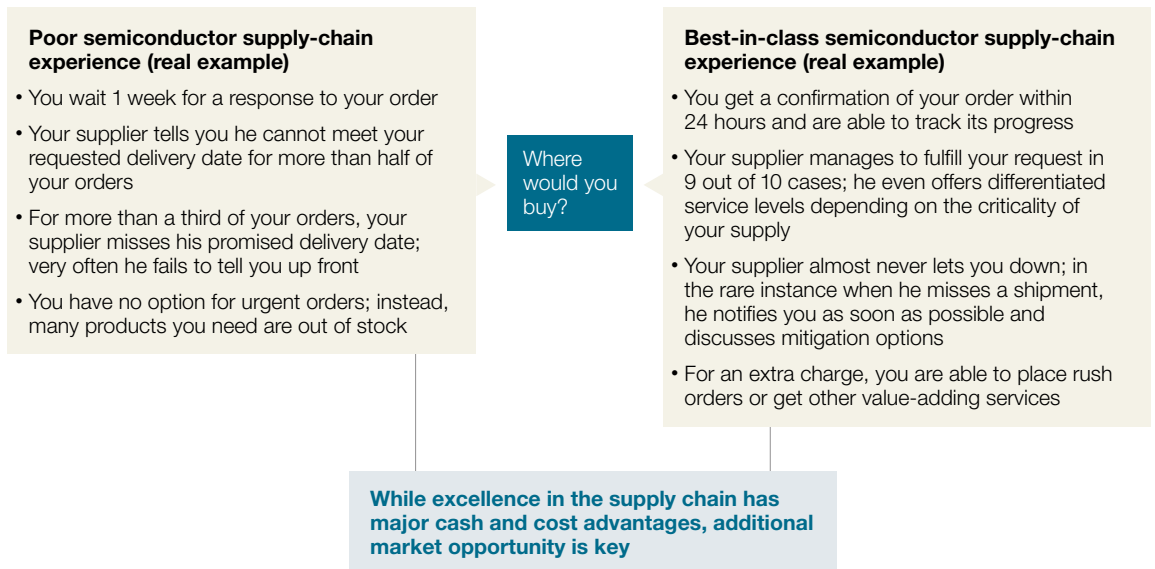 Poor semiconductor supply-chain
experience (real example)
• You wait 1 week for a response to your order
• Your supplier tells you he cannot meet your
requested delivery date for more than half of
your orders
• For more than a third of your orders, your
supplier misses his promised delivery date;
very often he fails to tell you up front
• You have no option for urgent orders; instead,
many products you need are out of stock
Where
would you
buy?
Best-in-class semiconductor supply-chain
experience (real example)
• You get a confirmation of your order within
24 hours and are able to track its progress
• Your supplier manages to fulfill your request in
9 out of 10 cases; he even offers differentiated
service levels depending on the criticality of
your supply
• Your supplier almost never lets you down; in
the rare instance when he misses a shipment,
he notifies you as soon as possible and
discusses mitigation options
• For an extra charge, you are able to place rush
orders or get other value-adding services
While excellence in the supply chain has
major cash and cost advantages, additional
market opportunity is key